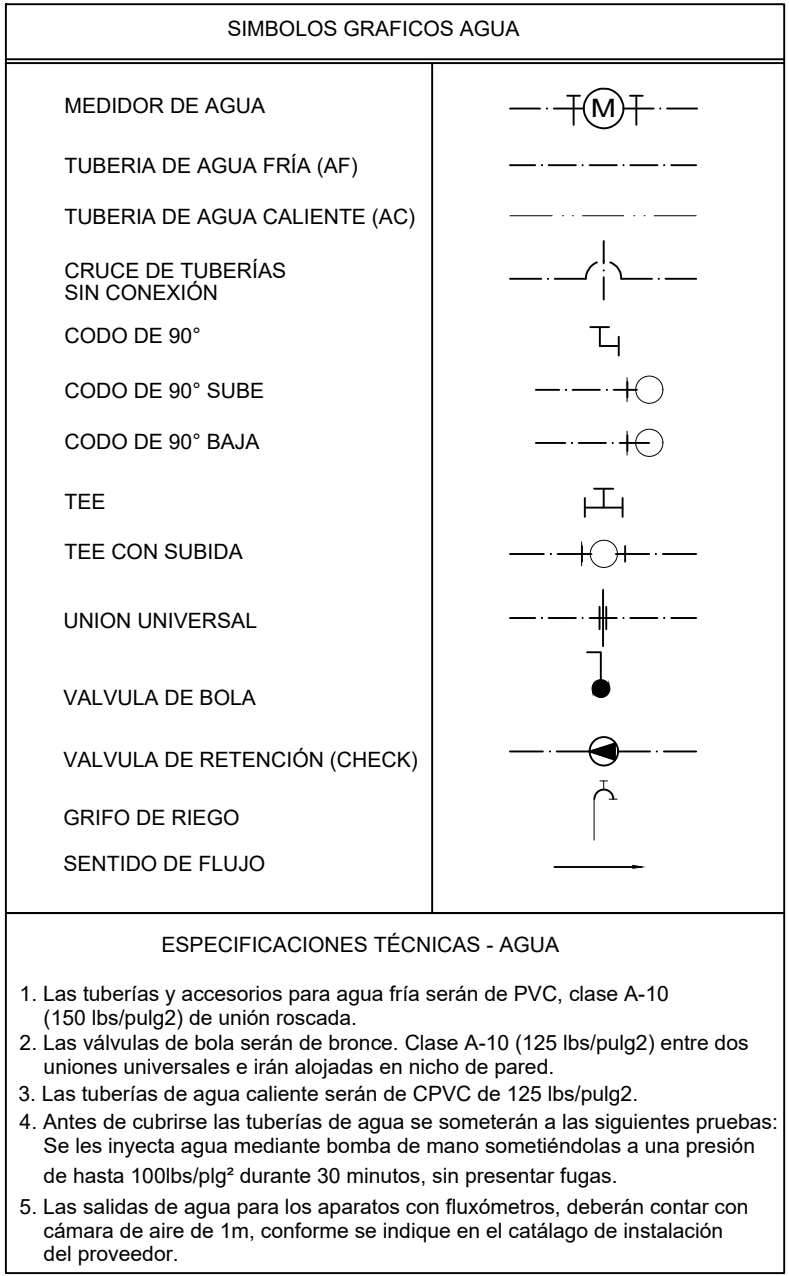 SIMBOLOS GRAFICOS AGUA
MEDIDOR DE AGUA
M
TUBERIA DE AGUA FRÍA (AF)
TUBERIA DE AGUA CALIENTE (AC)
CRUCE DE TUBERÍAS
SIN CONEXIÓN
CODO DE 90°
CODO DE 90° SUBE
CODO DE 90° BAJA
TEE
TEE CON SUBIDA
UNION UNIVERSAL
VALVULA DE BOLA
VALVULA DE RETENCIÓN (CHECK)
GRIFO DE RIEGO
SENTIDO DE FLUJO
ESPECIFICACIONES TÉCNICAS - AGUA
1. Las tuberías y accesorios para agua fría serán de PVC, clase A-10
(150 lbs/pulg2) de unión roscada.
2. Las válvulas de bola serán de bronce. Clase A-10 (125 lbs/pulg2) entre dos
uniones universales e irán alojadas en nicho de pared.
3. Las tuberías de agua caliente serán de CPVC de 125 lbs/pulg2.
4. Antes de cubrirse las tuberías de agua se someterán a las siguientes pruebas:
Se les inyecta agua mediante bomba de mano sometiéndolas a una presión
de hasta 100lbs/plg² durante 30 minutos, sin presentar fugas.
5. Las salidas de agua para los aparatos con fluxómetros, deberán contar con
cámara de aire de 1m, conforme se indique en el catálago de instalación
del proveedor.